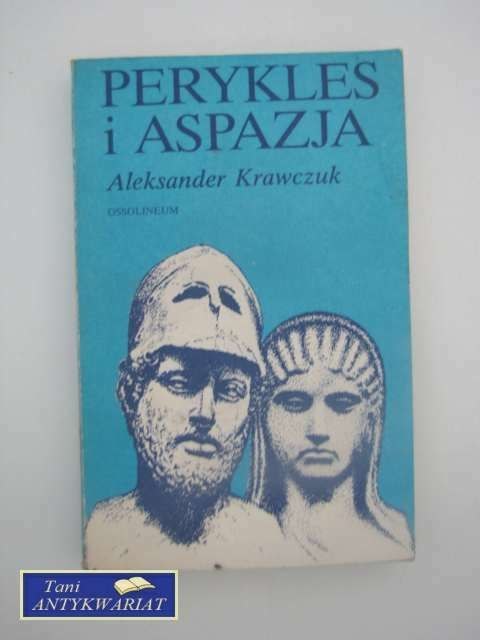 PERYKLES
i ASPAZJA
Aleksander Krawczuk
OSSOLINEUM
Tani
ANTYKWARIAT